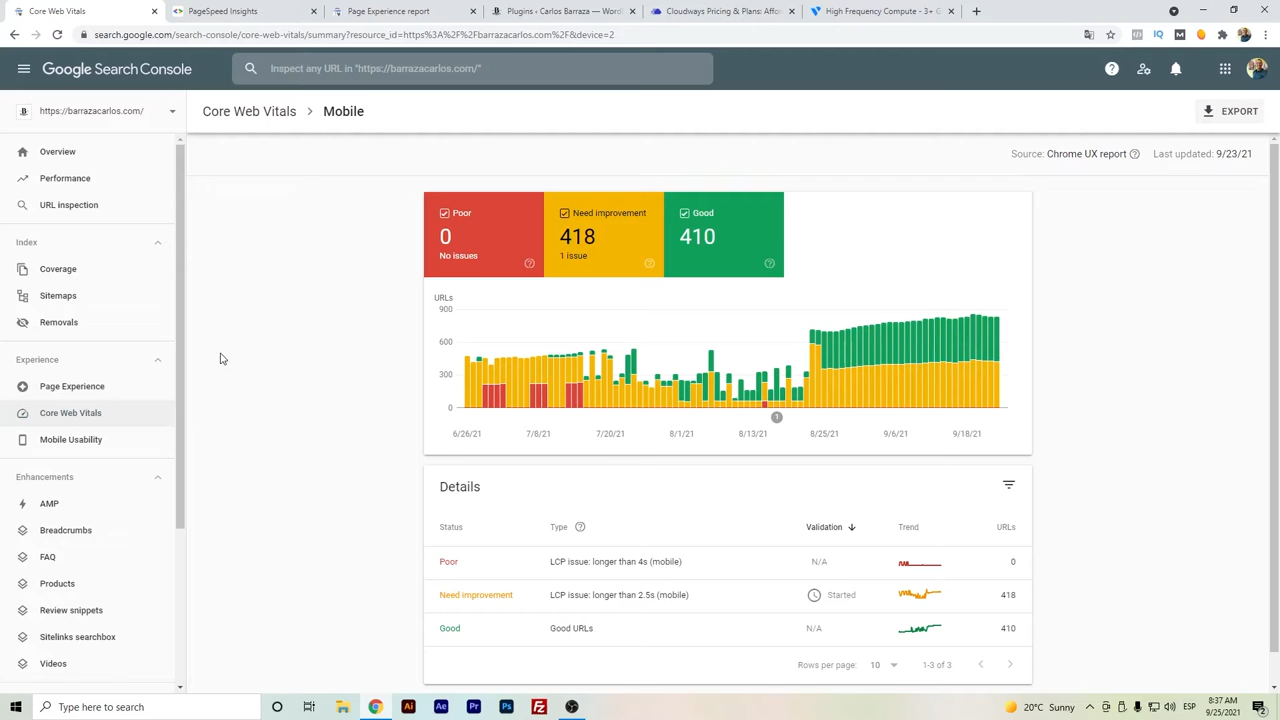 Core Web Vitals
PageSpeed Insights
Page Experience report
Plugins ‹ Carlos Barraza — Word
Cloudways Pricing & Plans: Afford
High Frequency Compute - 3+ G
search.google.com/search-console/core-web-vitals/summary?resource_id=https%3A%2F%2Fbarrazacarlos.com%2F&device=2
Google Search Console
Inspect any URL in "https://barrazacarlos.com/"
https://barrazacarlos.com/
Core Web Vitals > Mobile
EXPORT
Source: Chrome UX report
Last updated: 9/23/21
Overview
Performance
URL inspection
Index
Coverage
Sitemaps
Removals
Experience
Page Experience
Core Web Vitals
Mobile Usability
Enhancements
AMP
Breadcrumbs
FAQ
Products
Review snippets
Sitelinks searchbox
Videos
Poor
0
No issues
Need improvement
418
1 issue
Good
410
URLs
900
600
300
0
1
6/26/21 7/8/21 7/20/21 8/1/21 8/13/21 8/25/21 9/6/21 9/18/21
Details
Status Type Validation Trend URLs
Poor LCP issue: longer than 4s (mobile) N/A 0
Need improvement LCP issue: longer than 2.5s (mobile) Started 418
Good Good URLs N/A 410
Rows per page: 10 1-3 of 3
Type here to search
Ai
Ae
Pr
Ps
Fz
20°C Sunny
ESP
8:37 AM
9/25/2021
2